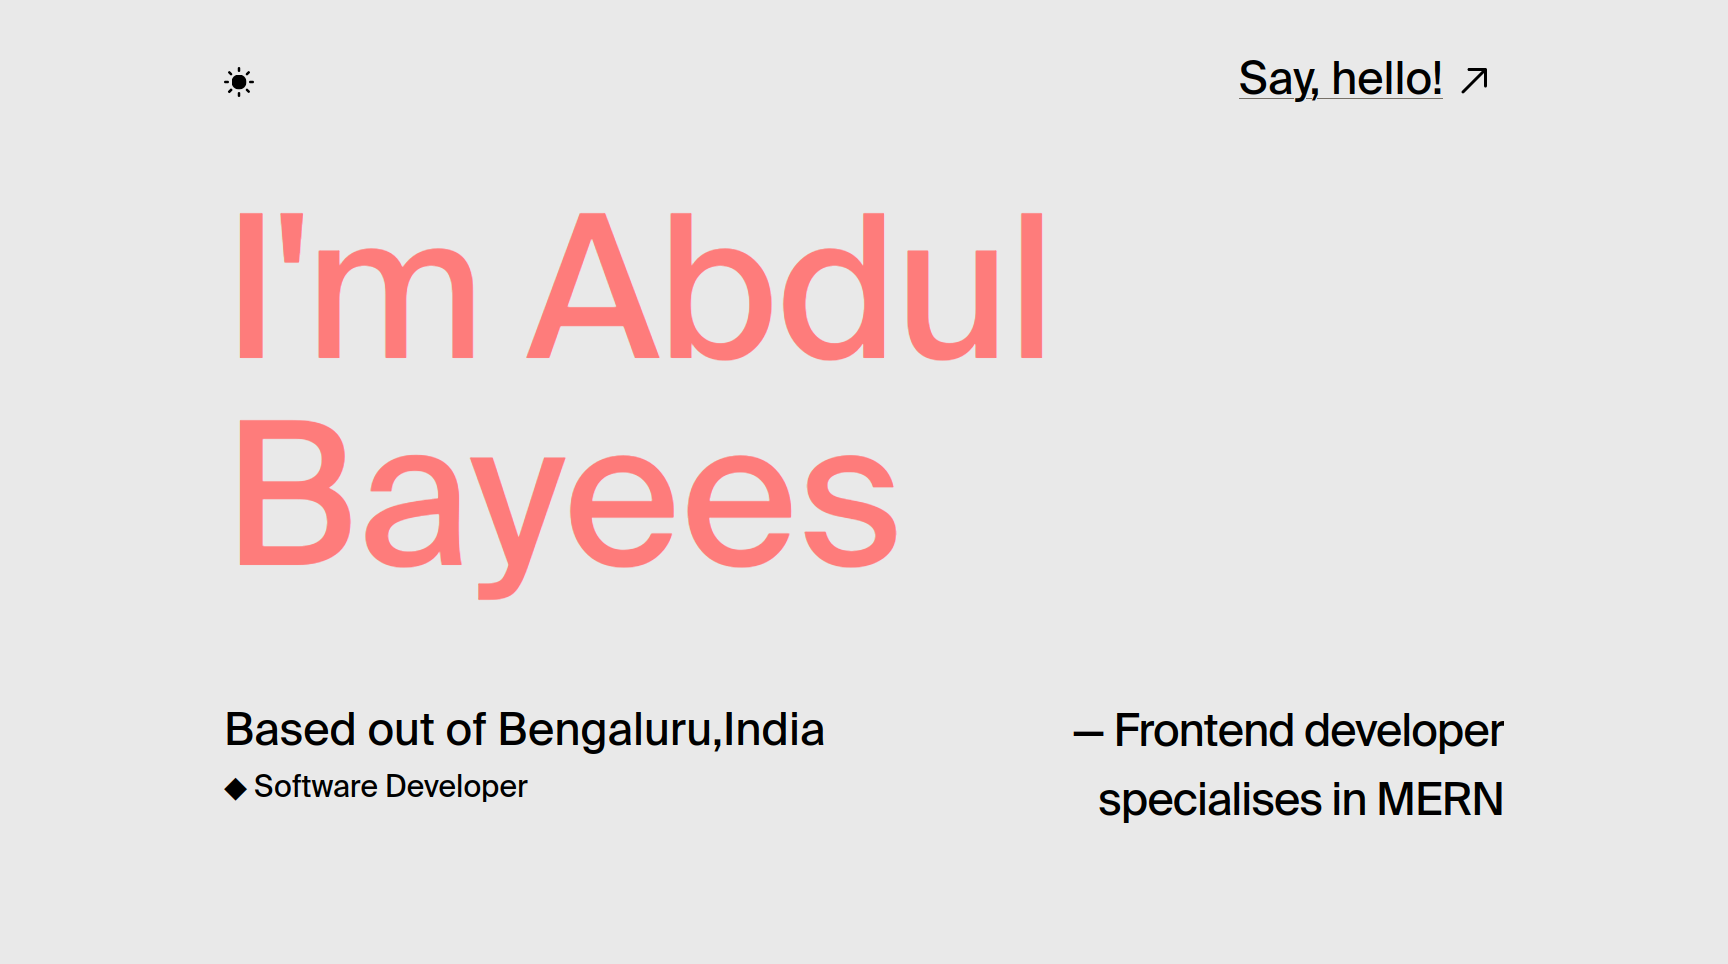 Say, hello!
I'm Abdul
Bayees
Based out of Bengaluru,India
◆ Software Developer
— Frontend developer
specialises in MERN